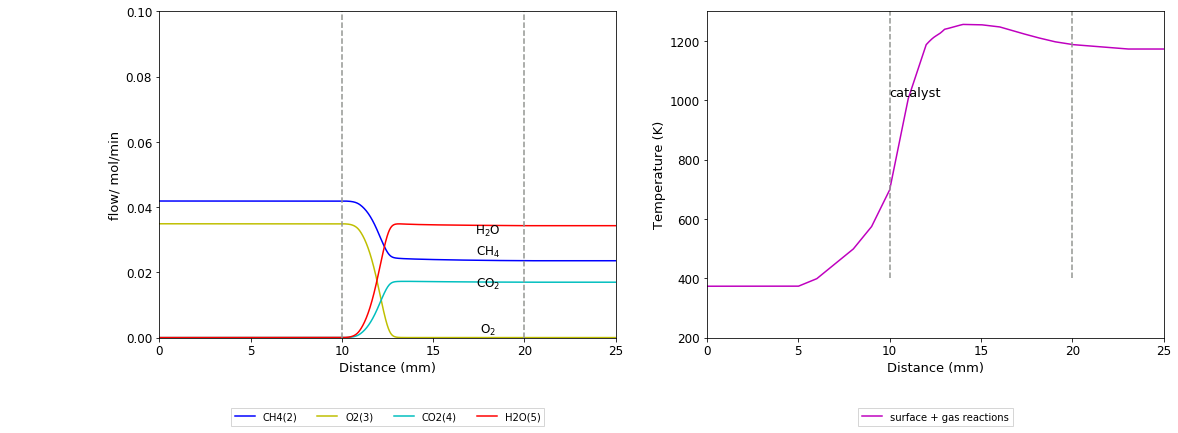 0.10
0.08
0.06
0.04
0.02
0.00
flow/ mol/min
H2O
CH4
CO2
O2
0 5 10 15 20 25
Distance (mm)
CH4(2) O2(3) CO2(4) H2O(5)
1200
1000
800
600
400
200
Temperature (K)
catalyst
0 5 10 15 20 25
Distance (mm)
surface + gas reactions